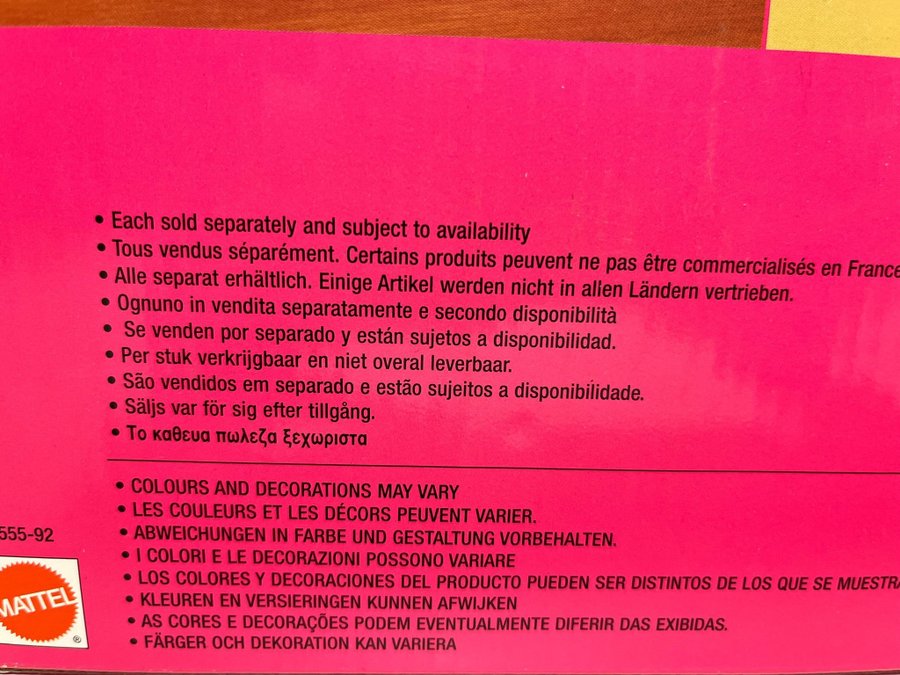 • Each sold separately and subject to availability
• Tous vendus séparément. Certains produits peuvent ne pas être commercialisés en France
• Alle separat erhältlich. Einige Artikel werden nicht in allen Ländern vertrieben.
• Ognuno in vendita separatamente e secondo disponibilità
• Se venden por separado y están sujetos a disponibilidad.
• Per stuk verkrijgbaar en niet overal leverbaar.
• São vendidos em separado e estão sujeitos a disponibilidade.
• Säljs var för sig efter tillgång.
• Το καθευα πωλεζα ξεχωριστα
• COLOURS AND DECORATIONS MAY VARY
• LES COULEURS ET LES DÉCORS PEUVENT VARIER.
• ABWEICHUNGEN IN FARBE UND GESTALTUNG VORBEHALTEN.
• I COLORI E LE DECORAZIONI POSSONO VARIARE
• LOS COLORES Y DECORACIONES DEL PRODUCTO PUEDEN SER DISTINTOS DE LOS QUE SE MUESTRA
• KLEUREN EN VERSIERINGEN KUNNEN AFWIJKEN
• AS CORES E DECORAÇÕES PODEM EVENTUALMENTE DIFERIR DAS EXIBIDAS.
• FÄRGER OCH DEKORATION KAN VARIERA
555-92
MATTEL
®